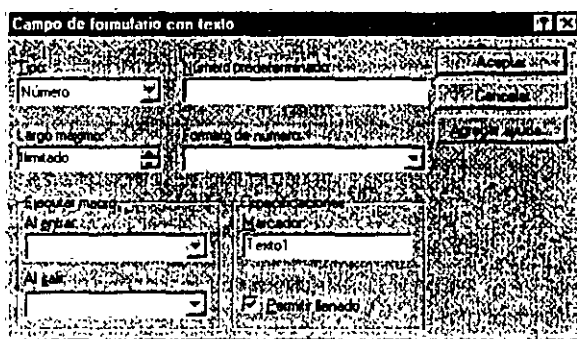 Campo de formulario con texto
Tipo:
Número predeterminado:
Aceptar
Número
Cancelar
Largo máximo:
Formato de número:
Agregar ayuda...
Ilimitado
Ejecutar macro
Especificaciones
Al entrar:
Marcador:
Texto1
Al salir:
Permitir llenado